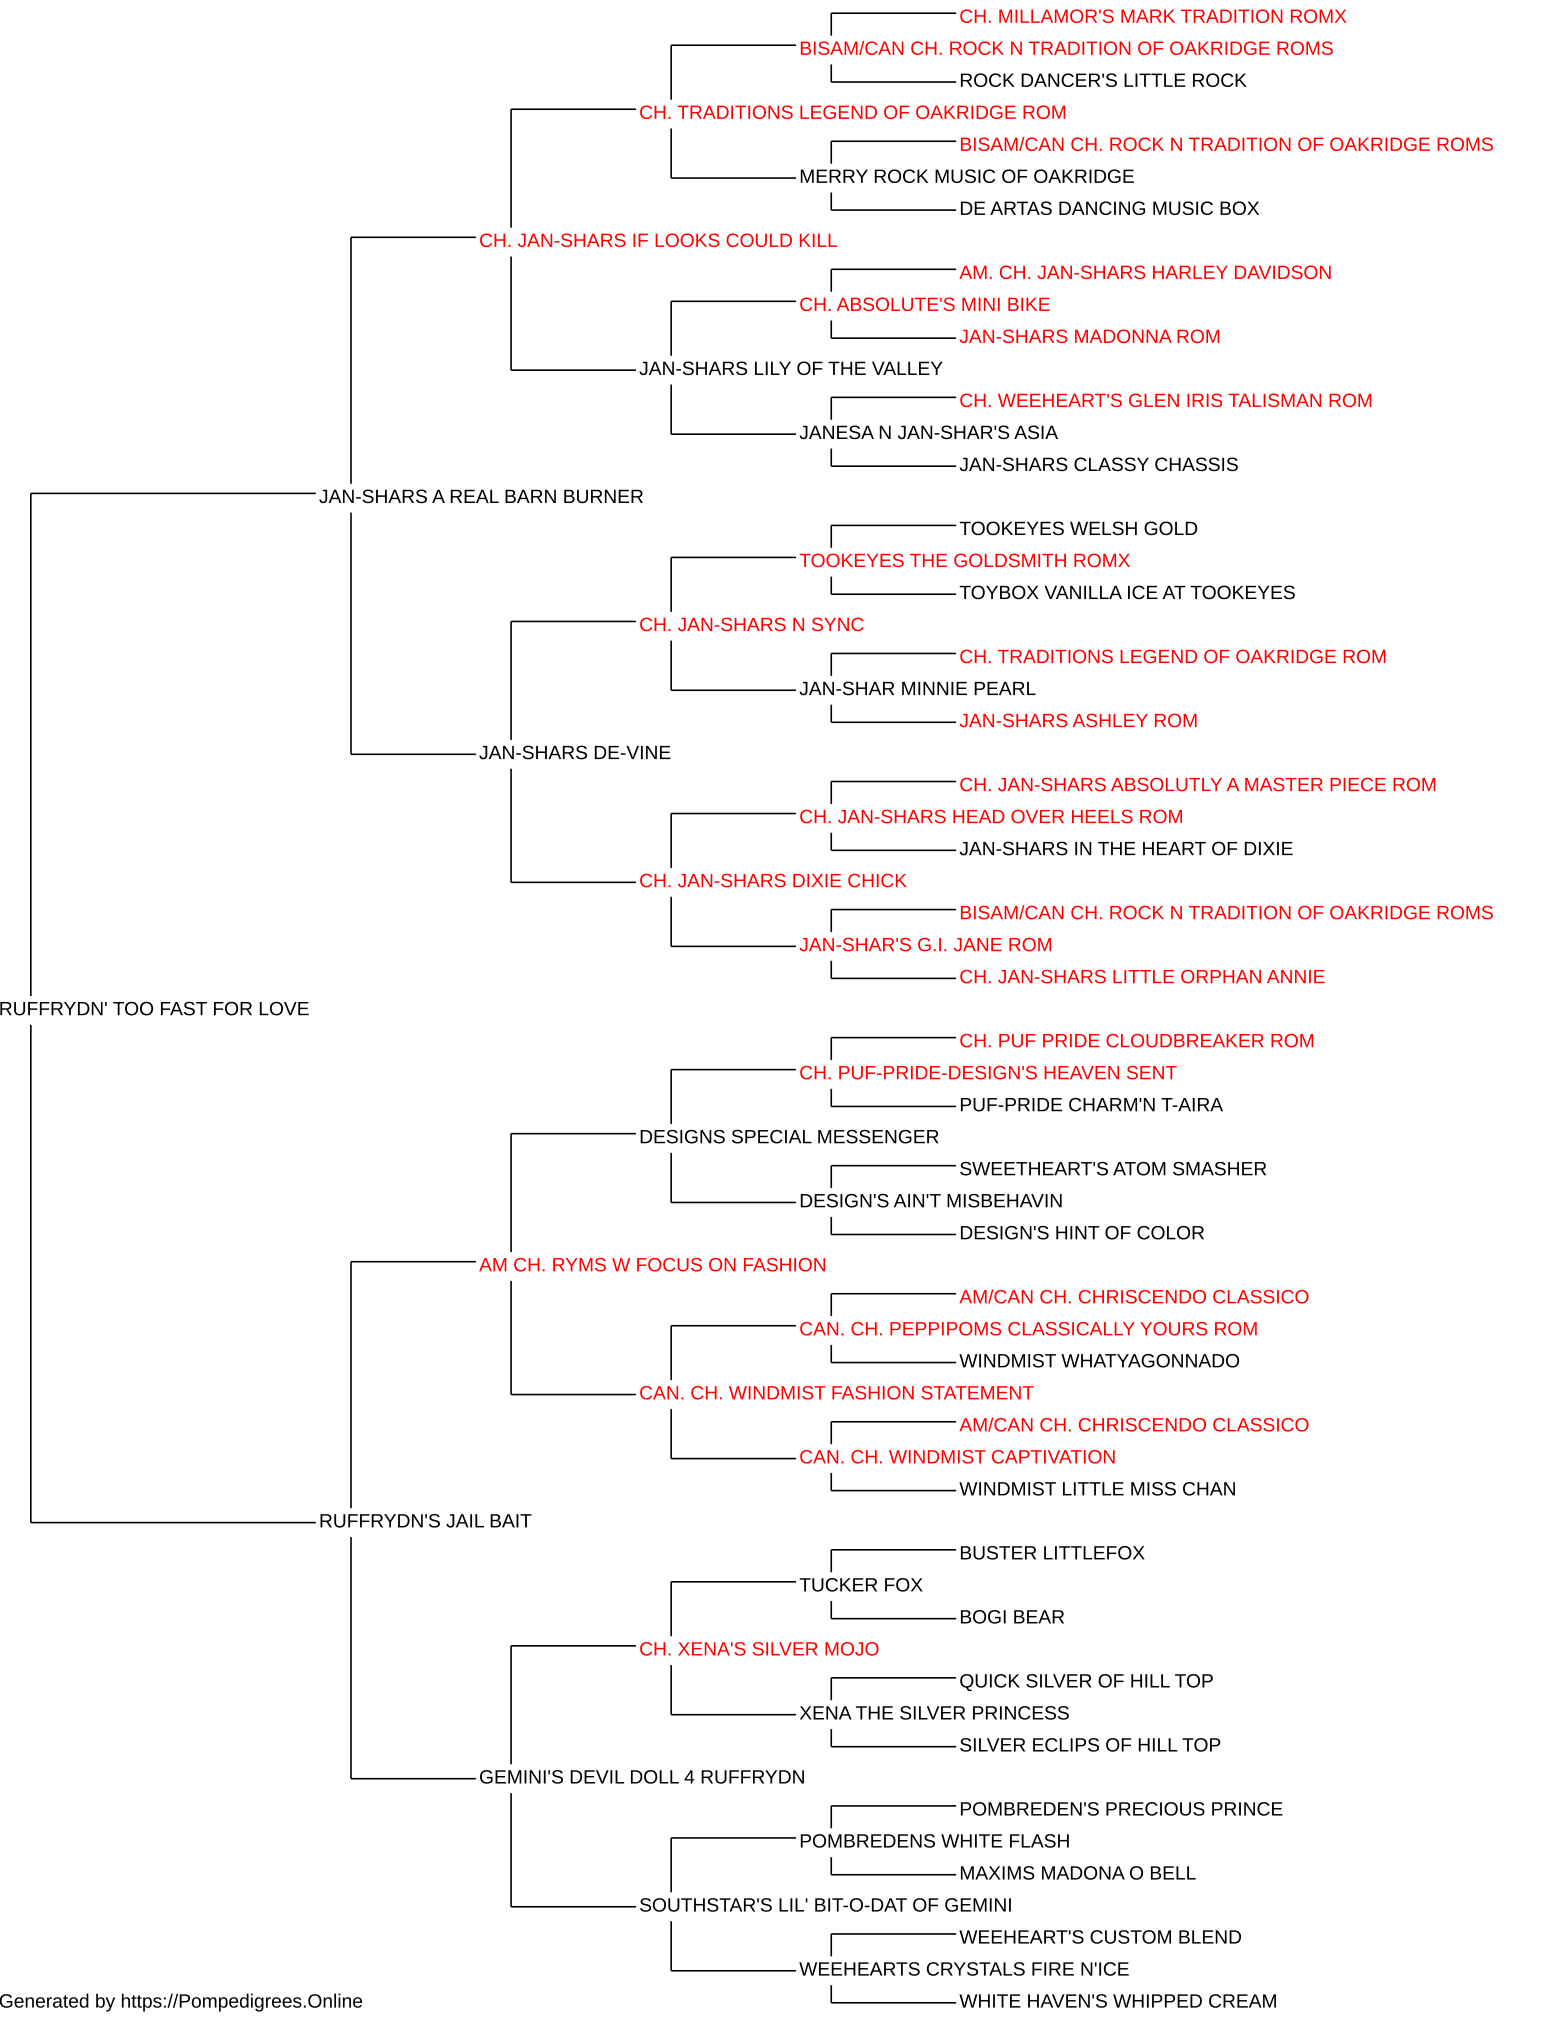 CH. MILLAMOR'S MARK TRADITION ROMX
BISAM/CAN CH. ROCK N TRADITION OF OAKRIDGE ROMS
ROCK DANCER'S LITTLE ROCK
CH. TRADITIONS LEGEND OF OAKRIDGE ROM
BISAM/CAN CH. ROCK N TRADITION OF OAKRIDGE ROMS
MERRY ROCK MUSIC OF OAKRIDGE
DE ARTAS DANCING MUSIC BOX
CH. JAN-SHARS IF LOOKS COULD KILL
AM. CH. JAN-SHARS HARLEY DAVIDSON
CH. ABSOLUTE'S MINI BIKE
JAN-SHARS MADONNA ROM
JAN-SHARS LILY OF THE VALLEY
CH. WEEHEART'S GLEN IRIS TALISMAN ROM
JANESA N JAN-SHAR'S ASIA
JAN-SHARS CLASSY CHASSIS
JAN-SHARS A REAL BARN BURNER
TOOKEYES WELSH GOLD
TOOKEYES THE GOLDSMITH ROMX
TOYBOX VANILLA ICE AT TOOKEYES
CH. JAN-SHARS N SYNC
CH. TRADITIONS LEGEND OF OAKRIDGE ROM
JAN-SHAR MINNIE PEARL
JAN-SHARS ASHLEY ROM
JAN-SHARS DE-VINE
CH. JAN-SHARS ABSOLUTLY A MASTER PIECE ROM
CH. JAN-SHARS HEAD OVER HEELS ROM
JAN-SHARS IN THE HEART OF DIXIE
CH. JAN-SHARS DIXIE CHICK
BISAM/CAN CH. ROCK N TRADITION OF OAKRIDGE ROMS
JAN-SHAR'S G.I. JANE ROM
CH. JAN-SHARS LITTLE ORPHAN ANNIE
RUFFRYDN' TOO FAST FOR LOVE
CH. PUF PRIDE CLOUDBREAKER ROM
CH. PUF-PRIDE-DESIGN'S HEAVEN SENT
PUF-PRIDE CHARM'N T-AIRA
DESIGNS SPECIAL MESSENGER
SWEETHEART'S ATOM SMASHER
DESIGN'S AIN'T MISBEHAVIN
DESIGN'S HINT OF COLOR
AM CH. RYMS W FOCUS ON FASHION
AM/CAN CH. CHRISCENDO CLASSICO
CAN. CH. PEPPIPOMS CLASSICALLY YOURS ROM
WINDMIST WHATYAGONNADO
CAN. CH. WINDMIST FASHION STATEMENT
AM/CAN CH. CHRISCENDO CLASSICO
CAN. CH. WINDMIST CAPTIVATION
WINDMIST LITTLE MISS CHAN
RUFFRYDN'S JAIL BAIT
BUSTER LITTLEFOX
TUCKER FOX
BOGI BEAR
CH. XENA'S SILVER MOJO
QUICK SILVER OF HILL TOP
XENA THE SILVER PRINCESS
SILVER ECLIPS OF HILL TOP
GEMINI'S DEVIL DOLL 4 RUFFRYDN
POMBREDEN'S PRECIOUS PRINCE
POMBREDENS WHITE FLASH
MAXIMS MADONA O BELL
SOUTHSTAR'S LIL' BIT-O-DAT OF GEMINI
WEEHEART'S CUSTOM BLEND
WEEHEARTS CRYSTALS FIRE N'ICE
WHITE HAVEN'S WHIPPED CREAM
Generated by https://Pompedigrees.Online